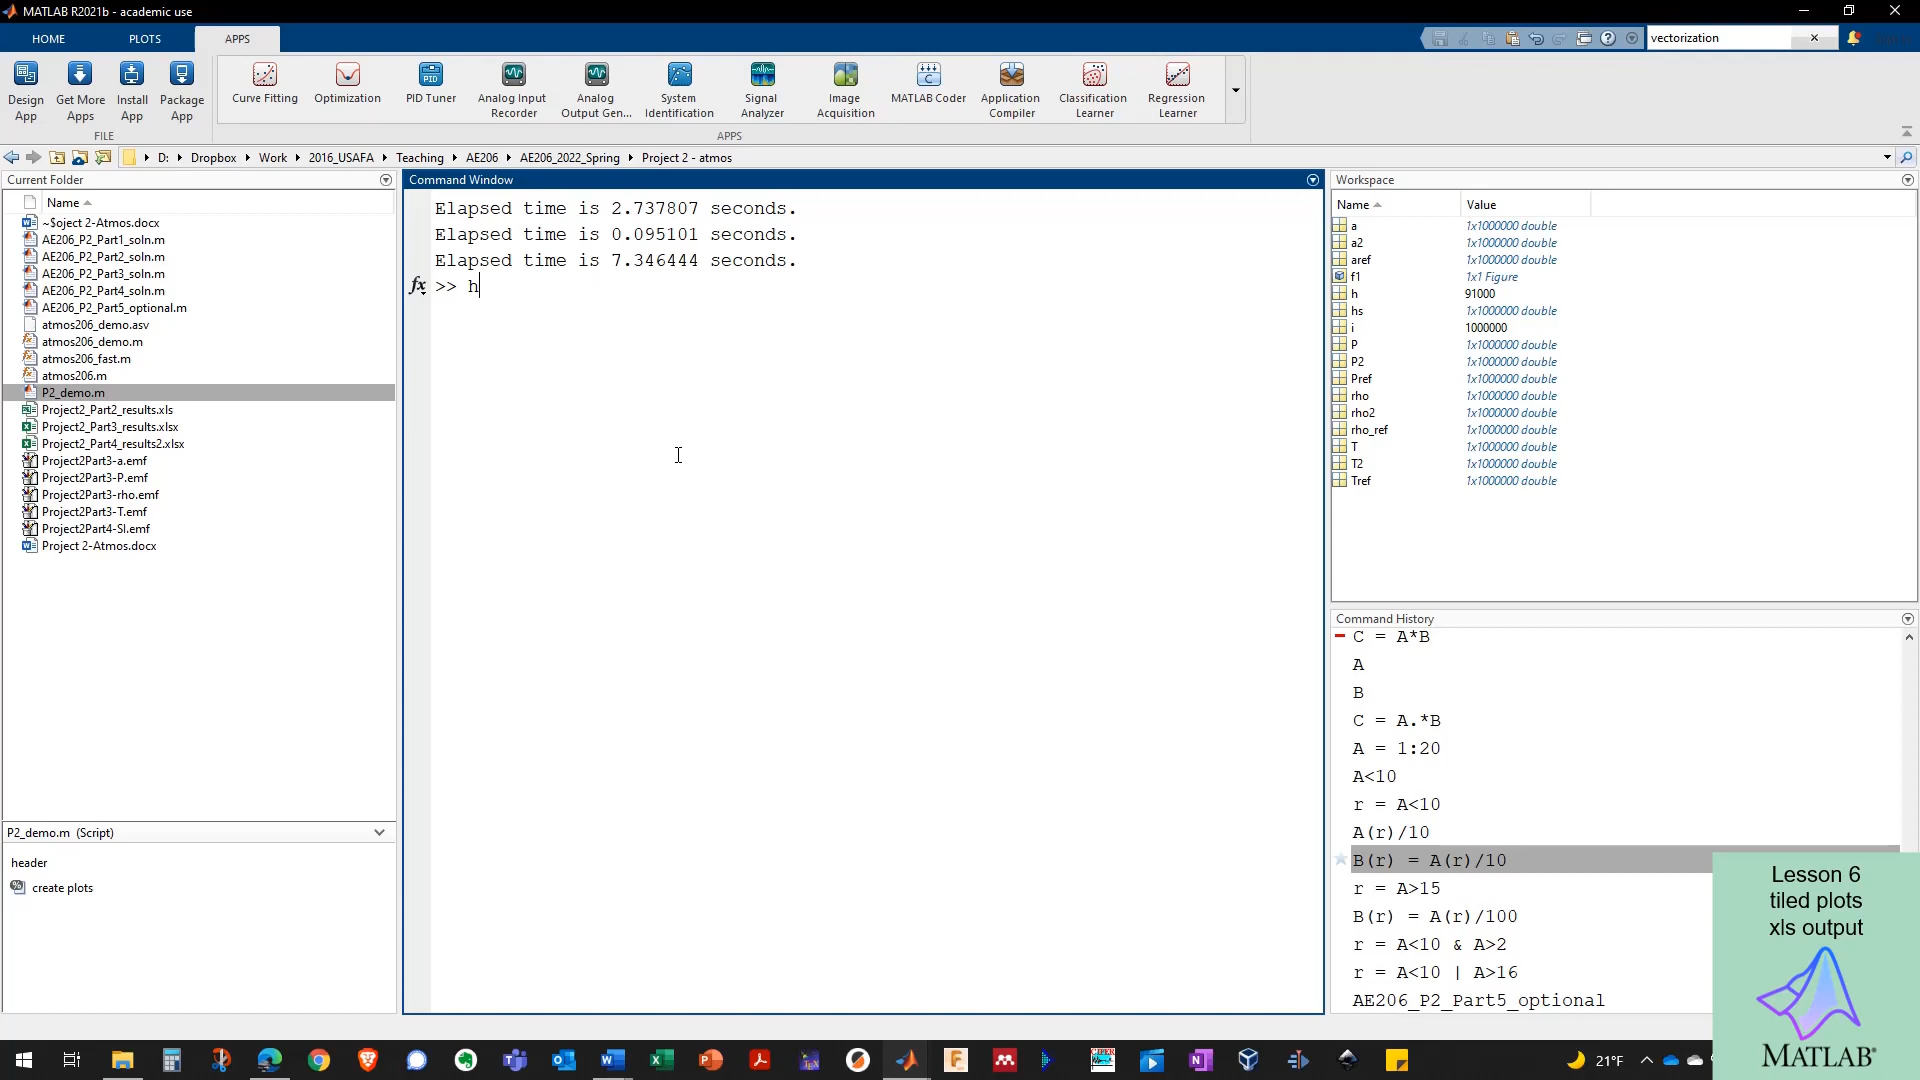 MATLAB R2021b - academic use
HOME PLOTS APPS
vectorization
Design App
Get More Apps
Install App
Package App
Curve Fitting
Optimization
PID Tuner
Analog Input Recorder
Analog Output Gen...
System Identification
Signal Analyzer
Image Acquisition
MATLAB Coder
Application Compiler
Classification Learner
Regression Learner
FILE
APPS
D: Dropbox Work 2016_USAFA Teaching AE206 AE206_2022_Spring Project 2 - atmos
Current Folder
Name
~$oject 2-Atmos.docx
AE206_P2_Part1_soln.m
AE206_P2_Part2_soln.m
AE206_P2_Part3_soln.m
AE206_P2_Part4_soln.m
AE206_P2_Part5_optional.m
atmos206_demo.asv
atmos206_demo.m
atmos206_fast.m
atmos206.m
P2_demo.m
Project2_Part2_results.xls
Project2_Part3_results.xlsx
Project2_Part4_results2.xlsx
Project2Part3-a.emf
Project2Part3-P.emf
Project2Part3-rho.emf
Project2Part3-T.emf
Project2Part4-SI.emf
Project 2-Atmos.docx
P2_demo.m (Script)
header
create plots
Command Window
Elapsed time is 2.737807 seconds.
Elapsed time is 0.095101 seconds.
Elapsed time is 7.346444 seconds.
fx >> h
Workspace
Name Value
a 1x1000000 double
a2 1x1000000 double
aref 1x1000000 double
f1 1x1 Figure
h 91000
hs 1x1000000 double
i 1000000
P 1x1000000 double
P2 1x1000000 double
Pref 1x1000000 double
rho 1x1000000 double
rho2 1x1000000 double
rho_ref 1x1000000 double
T 1x1000000 double
T2 1x1000000 double
Tref 1x1000000 double
Command History
C = A*B
A
B
C = A.*B
A = 1:20
A<10
r = A<10
A(r)/10
B(r) = A(r)/10
r = A>15
B(r) = A(r)/100
r = A<10 & A>2
r = A<10 | A>16
AE206_P2_Part5_optional
Lesson 6
tiled plots
xls output
MATLAB
21°F